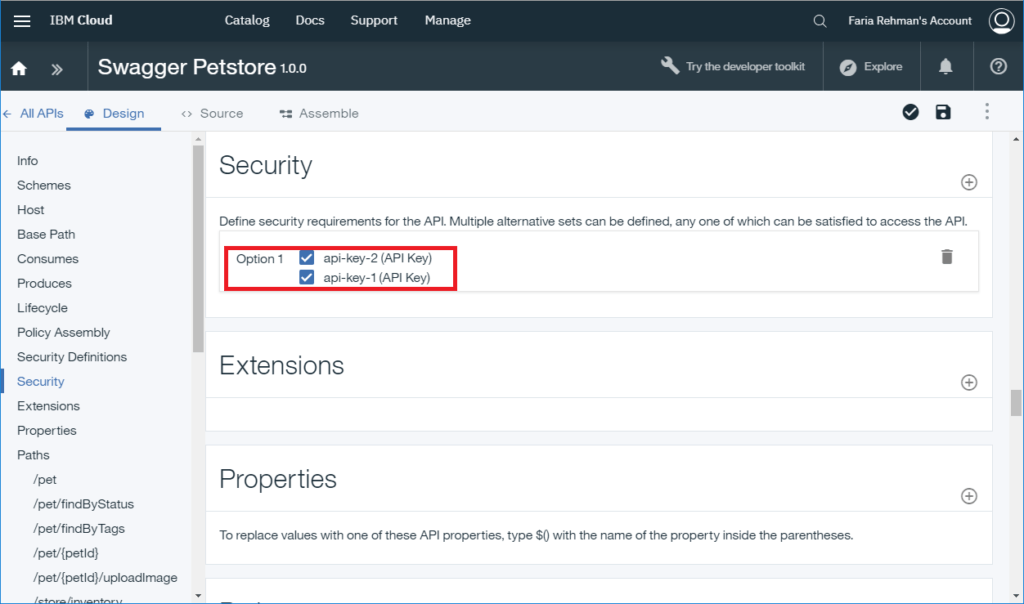 IBM Cloud Catalog Docs Support Manage Faria Rehman's Account
Swagger Petstore 1.0.0 Try the developer toolkit Explore
All APIs Design Source Assemble
Info
Schemes
Host
Base Path
Consumes
Produces
Lifecycle
Policy Assembly
Security Definitions
Security
Extensions
Properties
Paths
/pet
/pet/findByStatus
/pet/findByTags
/pet/{petId}
/pet/{petId}/uploadImage
/store/inventory
Security
Define security requirements for the API. Multiple alternative sets can be defined, any one of which can be satisfied to access the API.
Option 1 api-key-2 (API Key)
api-key-1 (API Key)
Extensions
Properties
To replace values with one of these API properties, type $() with the name of the property inside the parentheses.